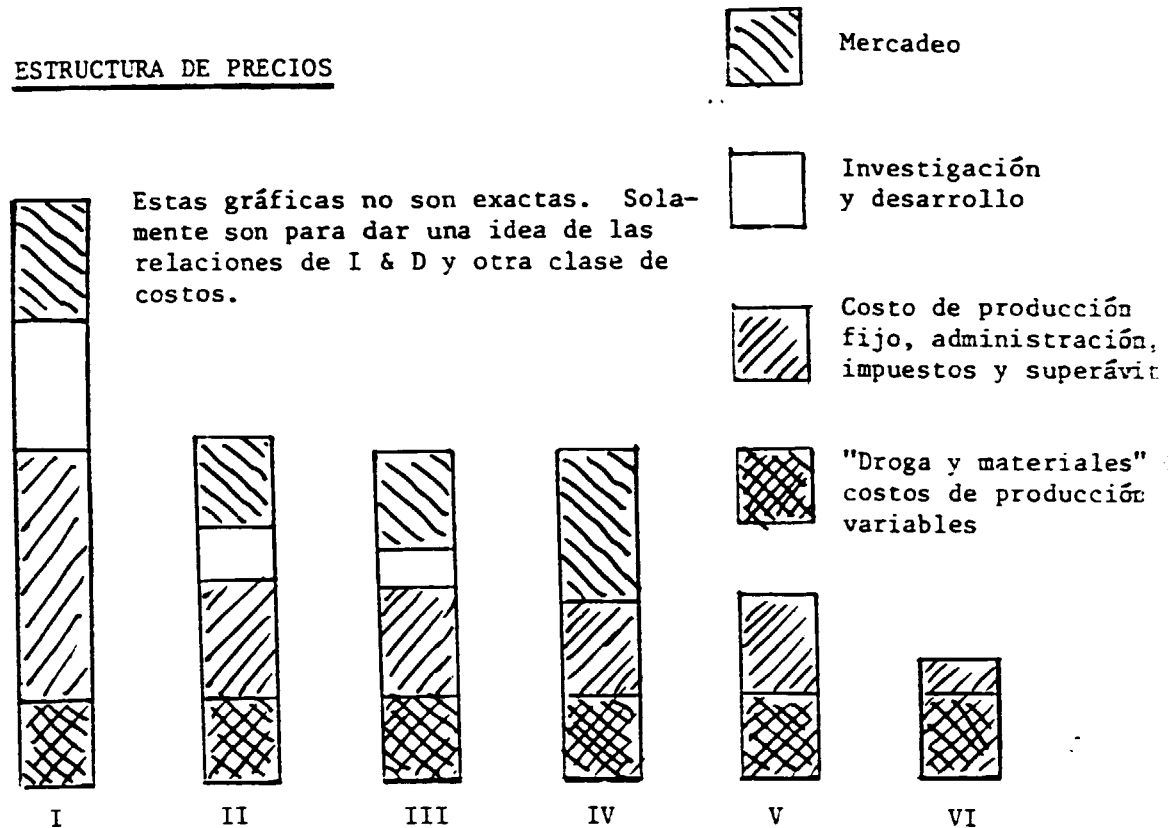 ESTRUCTURA DE PRECIOS
Estas gráficas no son exactas. Sola-
mente son para dar una idea de las
relaciones de I & D y otra clase de
costos.
Mercadeo
Investigación
y desarrollo
Costo de producción
fijo, administración,
impuestos y superávit
"Droga y materiales"
costos de producción
variables
I II III IV V VI